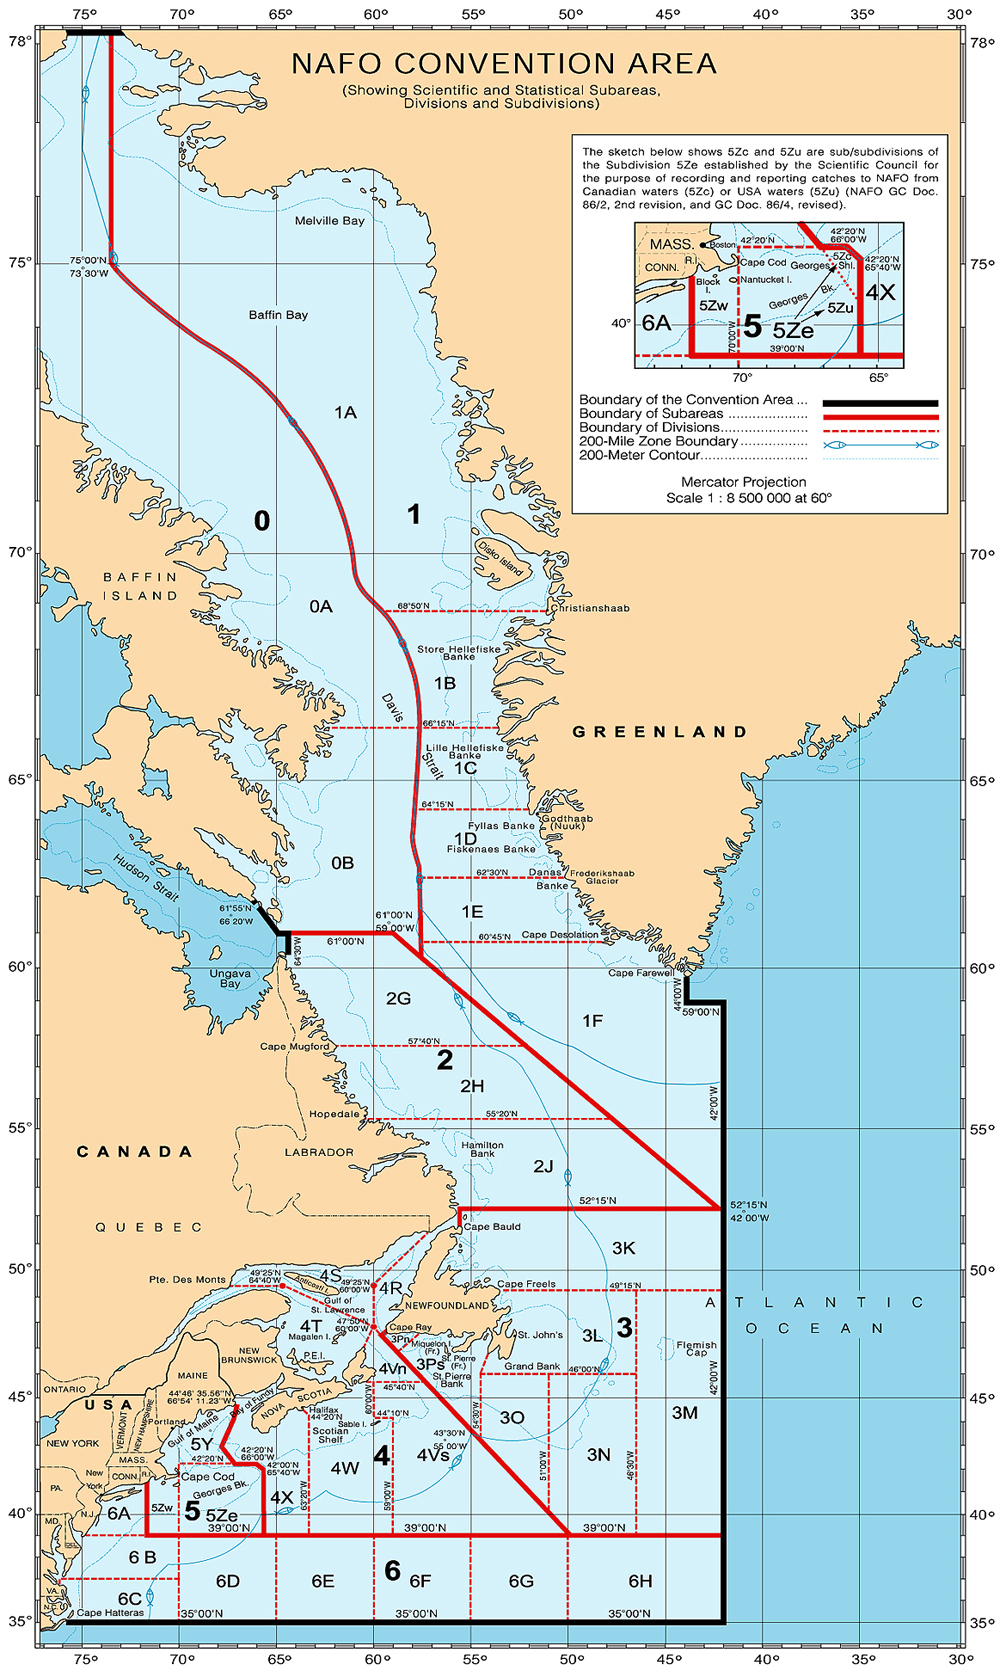 75° 70° 65° 60° 55° 50° 45° 40° 35° 30°
78° 78°
NAFO CONVENTION AREA
(Showing Scientific and Statistical Subareas,
Divisions and Subdivisions)
The sketch below shows 5Zc and 5Zu are sub/subdivisions of
the Subdivision 5Ze established by the Scientific Council for
the purpose of recording and reporting catches to NAFO from
Canadian waters (5Zc) or USA waters (5Zu) (NAFO GC Doc.
86/2, 2nd revision, and GC Doc. 86/4, revised).
MASS.
Boston
42°20'N
42°20'N
66°00'W
CONN.
R.I.
Cape Cod
Georges Shl.
5Zc
42°20'N
65°40'W
Block
I.
Nantucket I.
Georges Bk.
4X
5Zw
5Zu
40°
6A
5
5Ze
70°00'W
39°00'N
70° 65°
Boundary of the Convention Area ...
Boundary of Subareas ....................
Boundary of Divisions......................
200-Mile Zone Boundary .................
200-Meter Contour...........................
Mercator Projection
Scale 1 : 8 500 000 at 60°
Melville Bay
75° 75°
75°00'N
73°30'W
Baffin Bay
1A
0
1
70° 70°
Disko Island
BAFFIN
ISLAND
0A
68°50'N
Christianshaab
Store Hellefiske
Banke
1B
Davis
Strait
66°15'N
GREENLAND
Lille Hellefiske
Banke
1C
65° 65°
64°15'N
Godthaab
(Nuuk)
Fyllas Banke
1D
Fiskenaes Banke
0B
Hudson Strait
62°30'N
Danas
Banke
Frederikshaab
Glacier
61°55'N
66°20'W
1E
61°00'N
59°00'W
61°00'N
64°30'W
60°45'N
Cape Desolation
60° 60°
Ungava
Bay
Cape Farewell
44°00'W
59°00'N
2G
1F
Cape Mugford
57°40'N
2
2H
42°00'W
Hopedale
55°20'N
55° 55°
CANADA
LABRADOR
Hamilton
Bank
2J
52°15'N
52°15'N
42°00'W
QUEBEC
Cape Bauld
3K
50° 50°
Pte. Des Monts
49°25'N
64°40'W
4S
Anticosti I.
49°25'N
60°00'W
4R
Cape Freels
49°15'N
Gulf of
St. Lawrence
NEWFOUNDLAND
ATLANTIC
OCEAN
4T
Magalen I.
47°50'N
60°00'W
Cape Ray
3Pn
Miquelon
(Fr.)
St. John's
3L
3
Flemish
Cap
P.E.I.
NEW
BRUNSWICK
4Vn
3Ps
St. Pierre
(Fr.)
St. Pierre
Bank
Grand Bank
46°00'N
42°00'W
MAINE
ONTARIO
44°46' 35.56"N
66°54' 11.23"W
Bay of Fundy
NOVA SCOTIA
45°40'N
45° 45°
USA
VERMONT
NEW HAMPSHIRE
Portland
Gulf of Maine
Halifax
44°20'N
60°00'W
44°10'N
Sable I.
Scotian
Shelf
54°30'W
3O
3M
NEW YORK
5Y
4
43°30'N
55°00'W
MASS.
42°20'N
42°20'N
66°00'W
4W
4Vs
3N
New
York
CONN.
R.I.
Cape Cod
42°00'N
65°40'W
51°00'W
46°30'W
PA.
Georges Bk.
4X
63°20'W
59°00'W
40° 40°
N.J.
6A
5Zw
5
5Ze
MD.
39°00'N
39°00'N
39°00'N
6 B
6
6D
6E
6F
6G
6H
VA.
6C
N.C.
Cape Hatteras
35°00'N
35°00'N
35°00'N
35° 35°
75° 70° 65° 60° 55° 50° 45° 40° 35° 30°